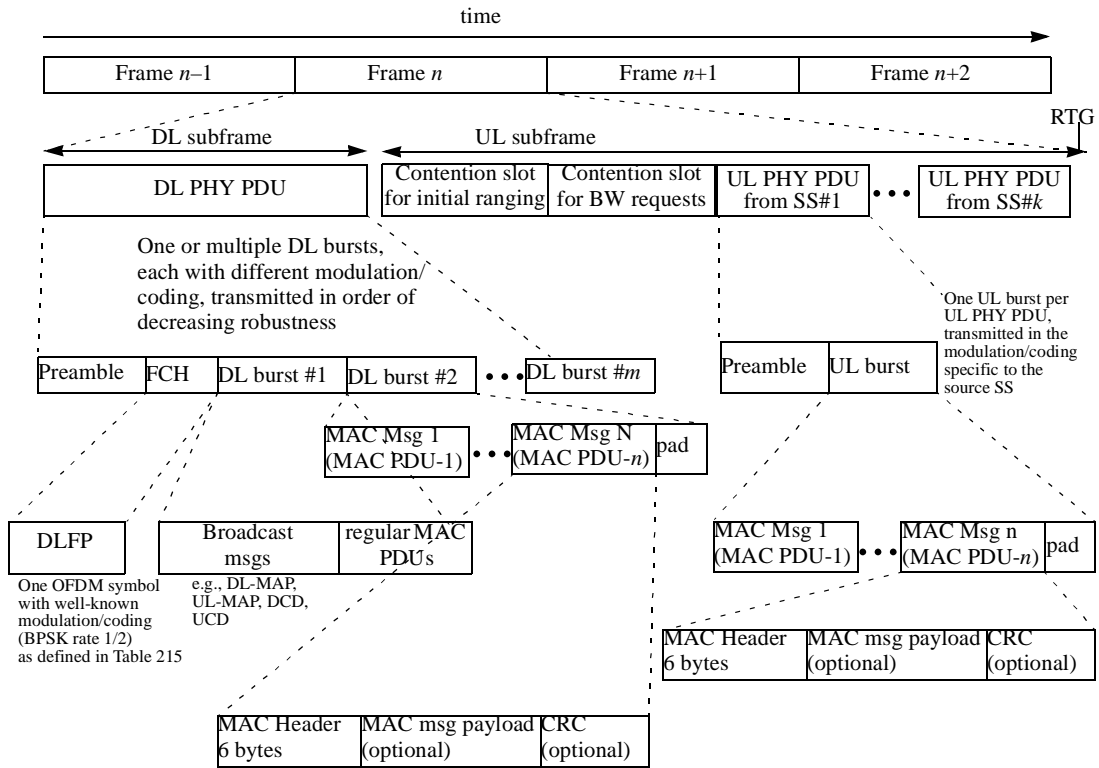 time
Frame n–1
Frame n
Frame n+1
Frame n+2
RTG
DL subframe
UL subframe
DL PHY PDU
Contention slot
for initial ranging
Contention slot
for BW requests
UL PHY PDU
from SS#1
•••
UL PHY PDU
from SS#k
One or multiple DL bursts,
each with different modulation/
coding, transmitted in order of
decreasing robustness
One UL burst per
UL PHY PDU,
transmitted in the
modulation/coding
specific to the
source SS
Preamble
FCH
DL burst #1
DL burst #2
•••
DL burst #m
Preamble
UL burst
MAC Msg 1
(MAC PDU-1)
•••
MAC Msg N
(MAC PDU-n)
pad
DLFP
Broadcast
msgs
regular MAC
PDUs
MAC Msg 1
(MAC PDU-1)
•••
MAC Msg n
(MAC PDU-n)
pad
One OFDM symbol
with well-known
modulation/coding
(BPSK rate 1/2)
as defined in Table 215
e.g., DL-MAP,
UL-MAP, DCD,
UCD
MAC Header
6 bytes
MAC msg payload
(optional)
CRC
(optional)
MAC Header
6 bytes
MAC msg payload
(optional)
CRC
(optional)